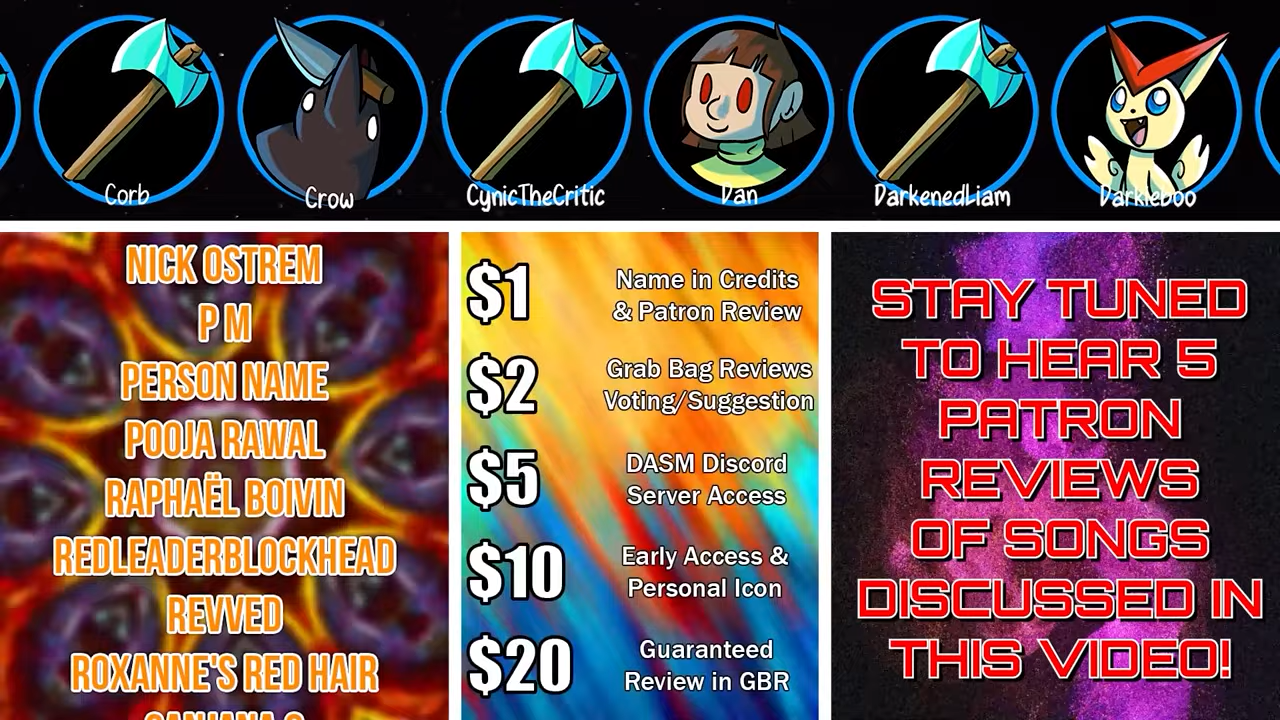 Corb
Crow
CynicTheCritic
Dan
DarkenedLiam
Darkieboo
NICK OSTREM
P M
PERSON NAME
POOJA RAWAL
RAPHAËL BOIVIN
REDLEADERBLOCKHEAD
REVVED
ROXANNE'S RED HAIR
$1
Name in Credits
& Patron Review
$2
Grab Bag Reviews
Voting/Suggestion
$5
DASM Discord
Server Access
$10
Early Access &
Personal Icon
$20
Guaranteed
Review in GBR
STAY TUNED
TO HEAR 5
PATRON
REVIEWS
OF SONGS
DISCUSSED IN
THIS VIDEO!